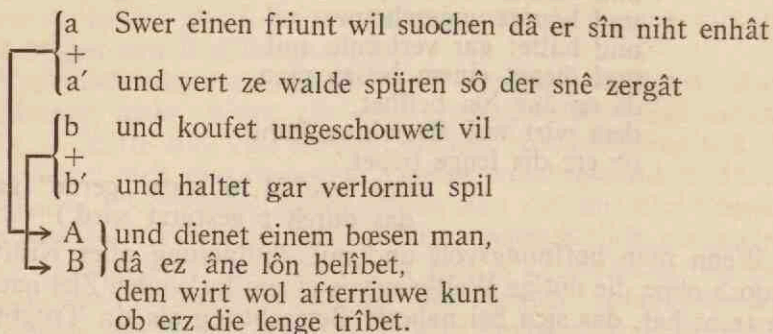 a Swer einen friunt wil suochen dâ er sîn niht enhât
+
a′ und vert ze walde spüren sô der snê zergât
b und koufet ungeschouwet vil
+
b′ und haltet gar verlorniu spil
A und dienet einem bœsen man,
B dâ ez âne lôn belîbet,
dem wirt wol afterriuwe kunt
ob erz die lenge trîbet.